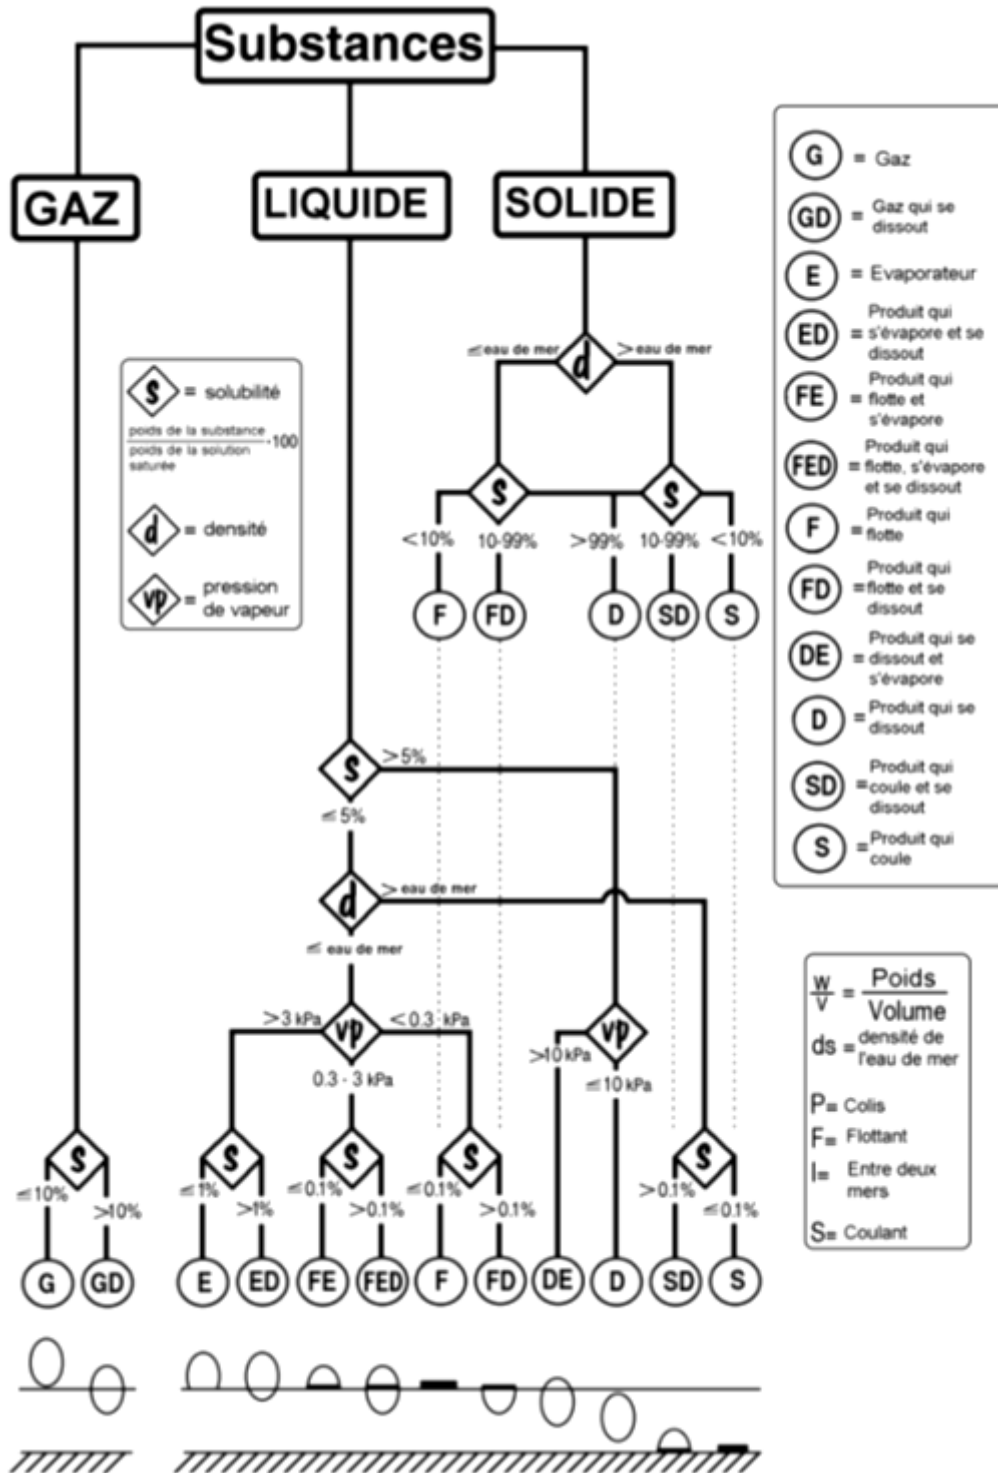 Substances
GAZ
LIQUIDE
SOLIDE
≤eau de mer
d
>eau de mer
S
S
<10%
10-99%
>99%
10-99%
<10%
F
FD
D
SD
S
S = solubilité
poids de la substance
poids de la solution
saturée
·100
d = densité
vp = pression
de vapeur
S
>5%
≤5%
d
> eau de mer
≤ eau de mer
>3 kPa
vp
<0.3 kPa
0.3 - 3 kPa
vp
>10 kPa
≤10 kPa
S
≤10%
>10%
S
≤1%
>1%
S
≤0.1%
>0.1%
S
≤0.1%
>0.1%
S
>0.1%
≤0.1%
G
GD
E
ED
FE
FED
F
FD
DE
D
SD
S
G = Gaz
GD = Gaz qui se
dissout
E = Evaporateur
ED = Produit qui
s'évapore et se
dissout
FE = Produit qui
flotte et
s'évapore
FED = Produit qui
flotte, s'évapore
et se dissout
F = Produit qui
flotte
FD = Produit qui
flotte et se
dissout
DE = Produit qui se
dissout et
s'évapore
D = Produit qui se
dissout
SD = Produit qui
coule et se
dissout
S = Produit qui
coule
W
V
= Poids
Volume
ds = densité de
l'eau de mer
P= Colis
F= Flottant
I= Entre deux
mers
S= Coulant